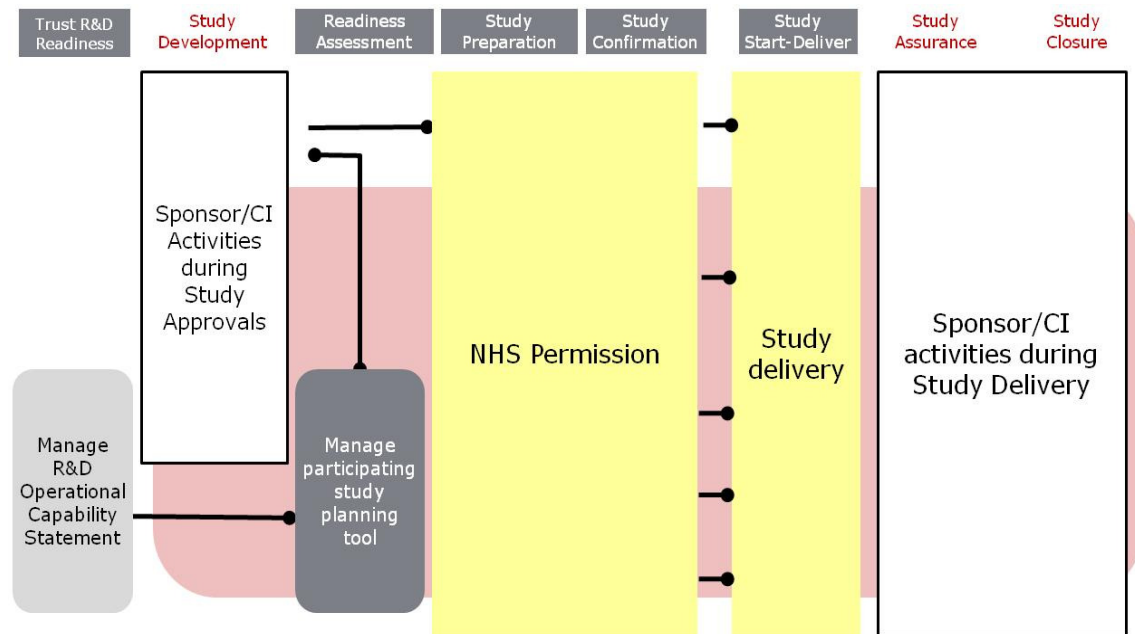 Trust R&D
Readiness
Study
Development
Readiness
Assessment
Study
Preparation
Study
Confirmation
Study
Start-Deliver
Study
Assurance
Study
Closure
Sponsor/CI
Activities
during
Study
Approvals
NHS Permission
Study
delivery
Sponsor/CI
activities during
Study Delivery
Manage
R&D
Operational
Capability
Statement
Manage
participating
study
planning
tool